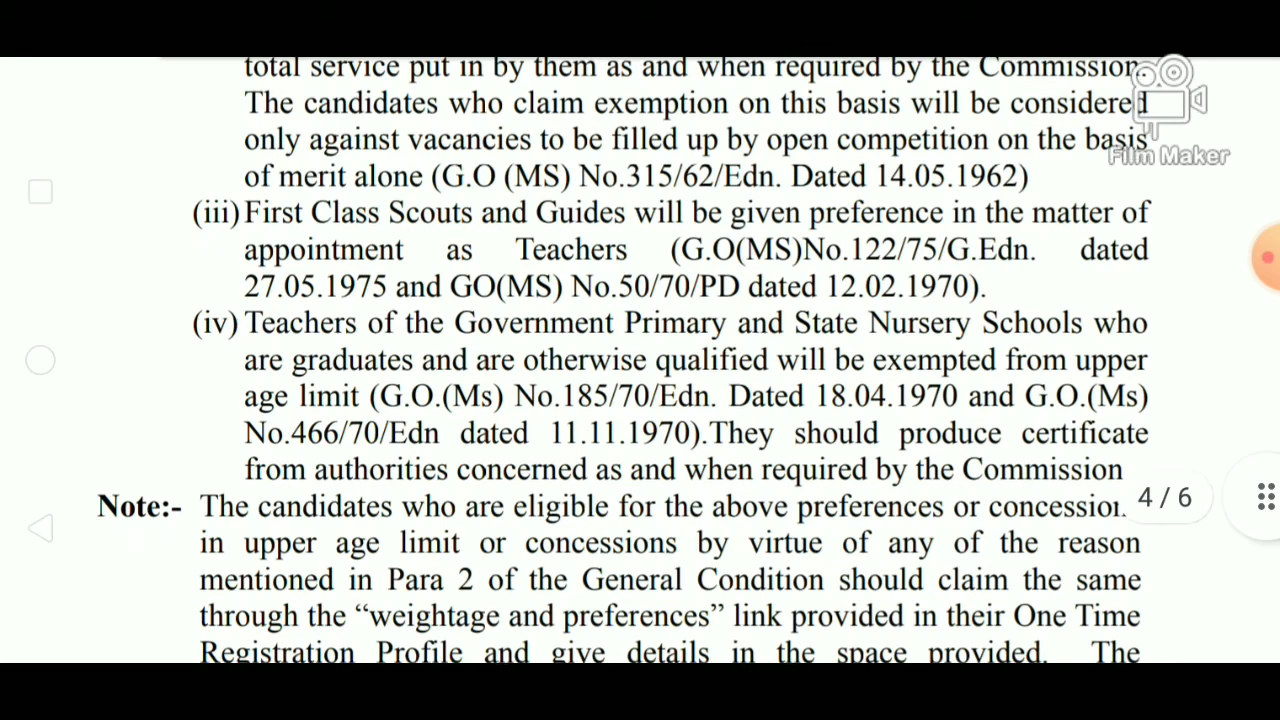 total service put in by them as and when required by the Commission.
The candidates who claim exemption on this basis will be considered
only against vacancies to be filled up by open competition on the basis
of merit alone (G.O (MS) No.315/62/Edn. Dated 14.05.1962)
Film Maker
(iii) First Class Scouts and Guides will be given preference in the matter of
appointment as Teachers (G.O(MS)No.122/75/G.Edn. dated
27.05.1975 and GO(MS) No.50/70/PD dated 12.02.1970).
(iv) Teachers of the Government Primary and State Nursery Schools who
are graduates and are otherwise qualified will be exempted from upper
age limit (G.O.(Ms) No.185/70/Edn. Dated 18.04.1970 and G.O.(Ms)
No.466/70/Edn dated 11.11.1970).They should produce certificate
from authorities concerned as and when required by the Commission
4 / 6
Note:- The candidates who are eligible for the above preferences or concession
in upper age limit or concessions by virtue of any of the reason
mentioned in Para 2 of the General Condition should claim the same
through the “weightage and preferences” link provided in their One Time
Registration Profile and give details in the space provided. The